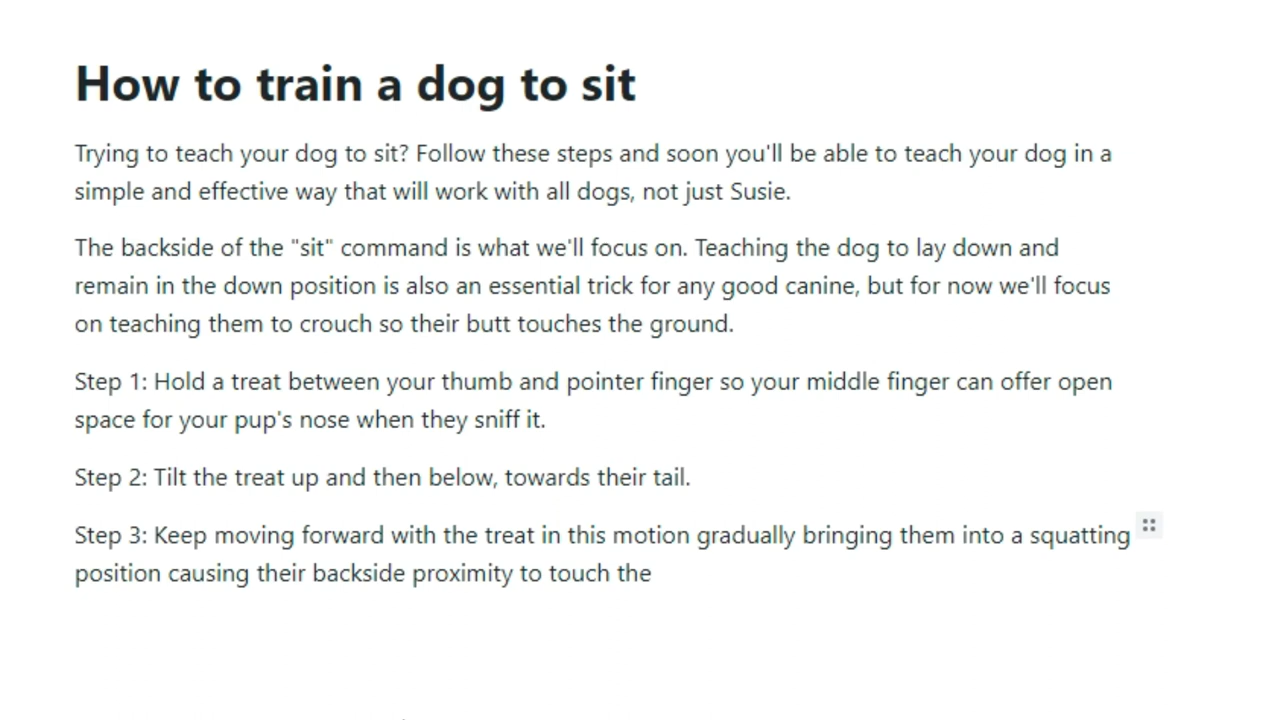 How to train a dog to sit
Trying to teach your dog to sit? Follow these steps and soon you'll be able to teach your dog in a
simple and effective way that will work with all dogs, not just Susie.
The backside of the "sit" command is what we'll focus on. Teaching the dog to lay down and
remain in the down position is also an essential trick for any good canine, but for now we'll focus
on teaching them to crouch so their butt touches the ground.
Step 1: Hold a treat between your thumb and pointer finger so your middle finger can offer open
space for your pup's nose when they sniff it.
Step 2: Tilt the treat up and then below, towards their tail.
Step 3: Keep moving forward with the treat in this motion gradually bringing them into a squatting
position causing their backside proximity to touch the